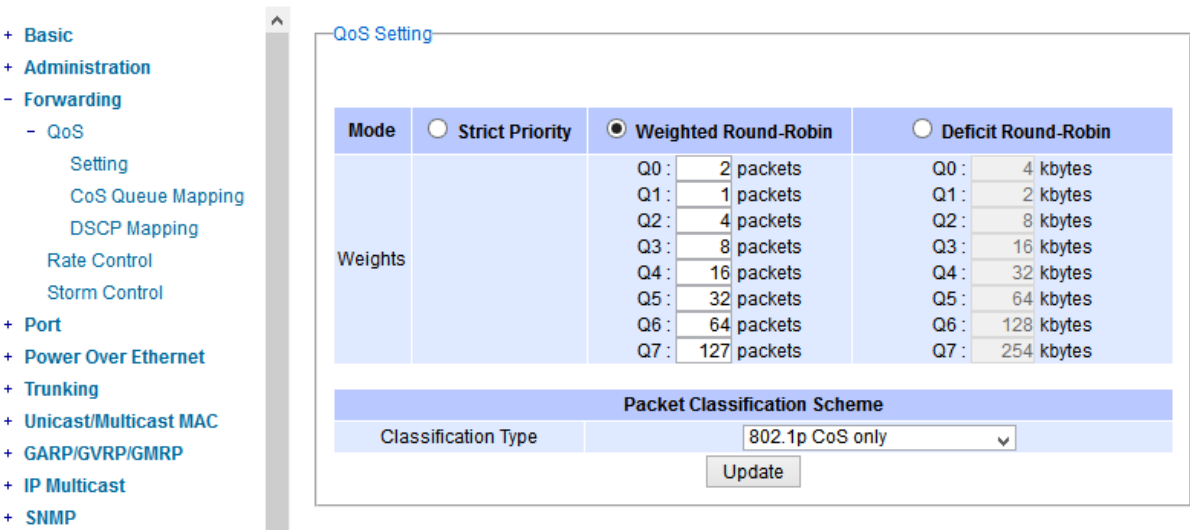 + Basic
+ Administration
- Forwarding
- QoS
Setting
CoS Queue Mapping
DSCP Mapping
Rate Control
Storm Control
+ Port
+ Power Over Ethernet
+ Trunking
+ Unicast/Multicast MAC
+ GARP/GVRP/GMRP
+ IP Multicast
+ SNMP
QoS Setting
Mode Strict Priority Weighted Round-Robin Deficit Round-Robin
Weights
Q0 : 2 packets Q0 : 4 kbytes
Q1 : 1 packets Q1 : 2 kbytes
Q2 : 4 packets Q2 : 8 kbytes
Q3 : 8 packets Q3 : 16 kbytes
Q4 : 16 packets Q4 : 32 kbytes
Q5 : 32 packets Q5 : 64 kbytes
Q6 : 64 packets Q6 : 128 kbytes
Q7 : 127 packets Q7 : 254 kbytes
Packet Classification Scheme
Classification Type 802.1p CoS only
Update